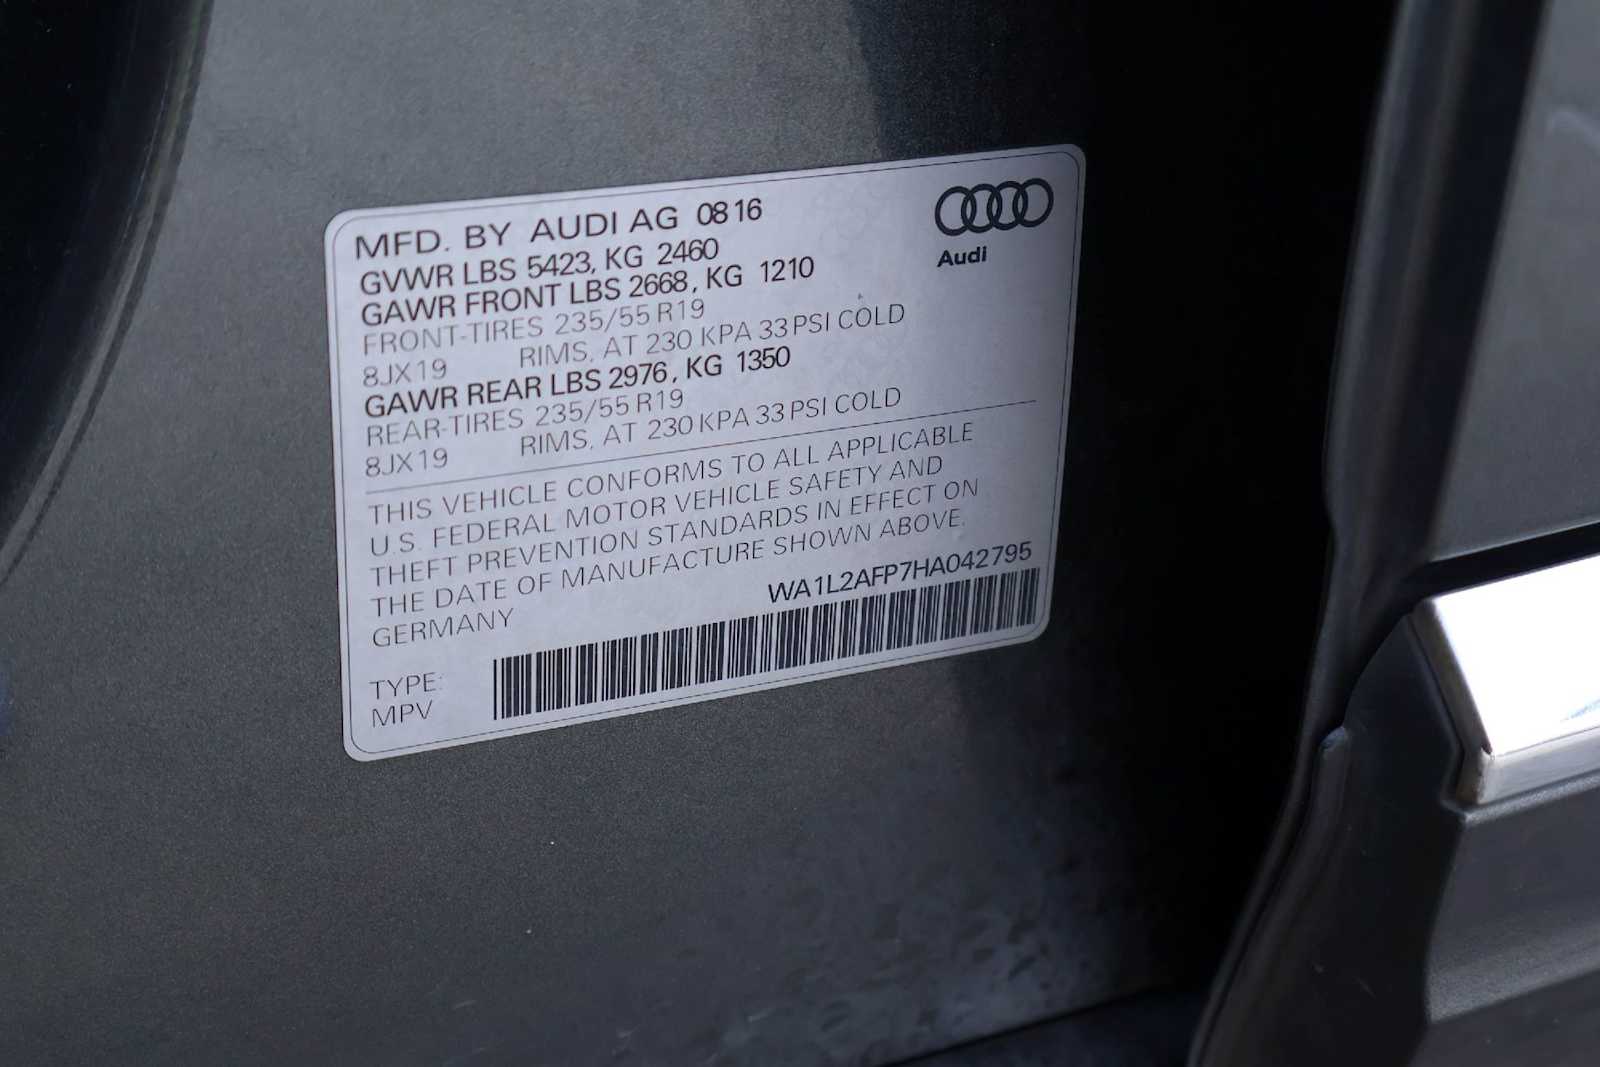 MFD. BY AUDI AG 0816
GVWR LBS 5423, KG 2460
GAWR FRONT LBS 2668, KG 1210
FRONT-TIRES 235/55 R19
8JX19 RIMS, AT 230 KPA 33 PSI COLD
GAWR REAR LBS 2976, KG 1350
REAR-TIRES 235/55 R19
8JX19 RIMS, AT 230 KPA 33 PSI COLD
Audi
THIS VEHICLE CONFORMS TO ALL APPLICABLE
U.S. FEDERAL MOTOR VEHICLE SAFETY AND
THEFT PREVENTION STANDARDS IN EFFECT ON
THE DATE OF MANUFACTURE SHOWN ABOVE.
GERMANY
WA1L2AFP7HA042795
TYPE:
MPV